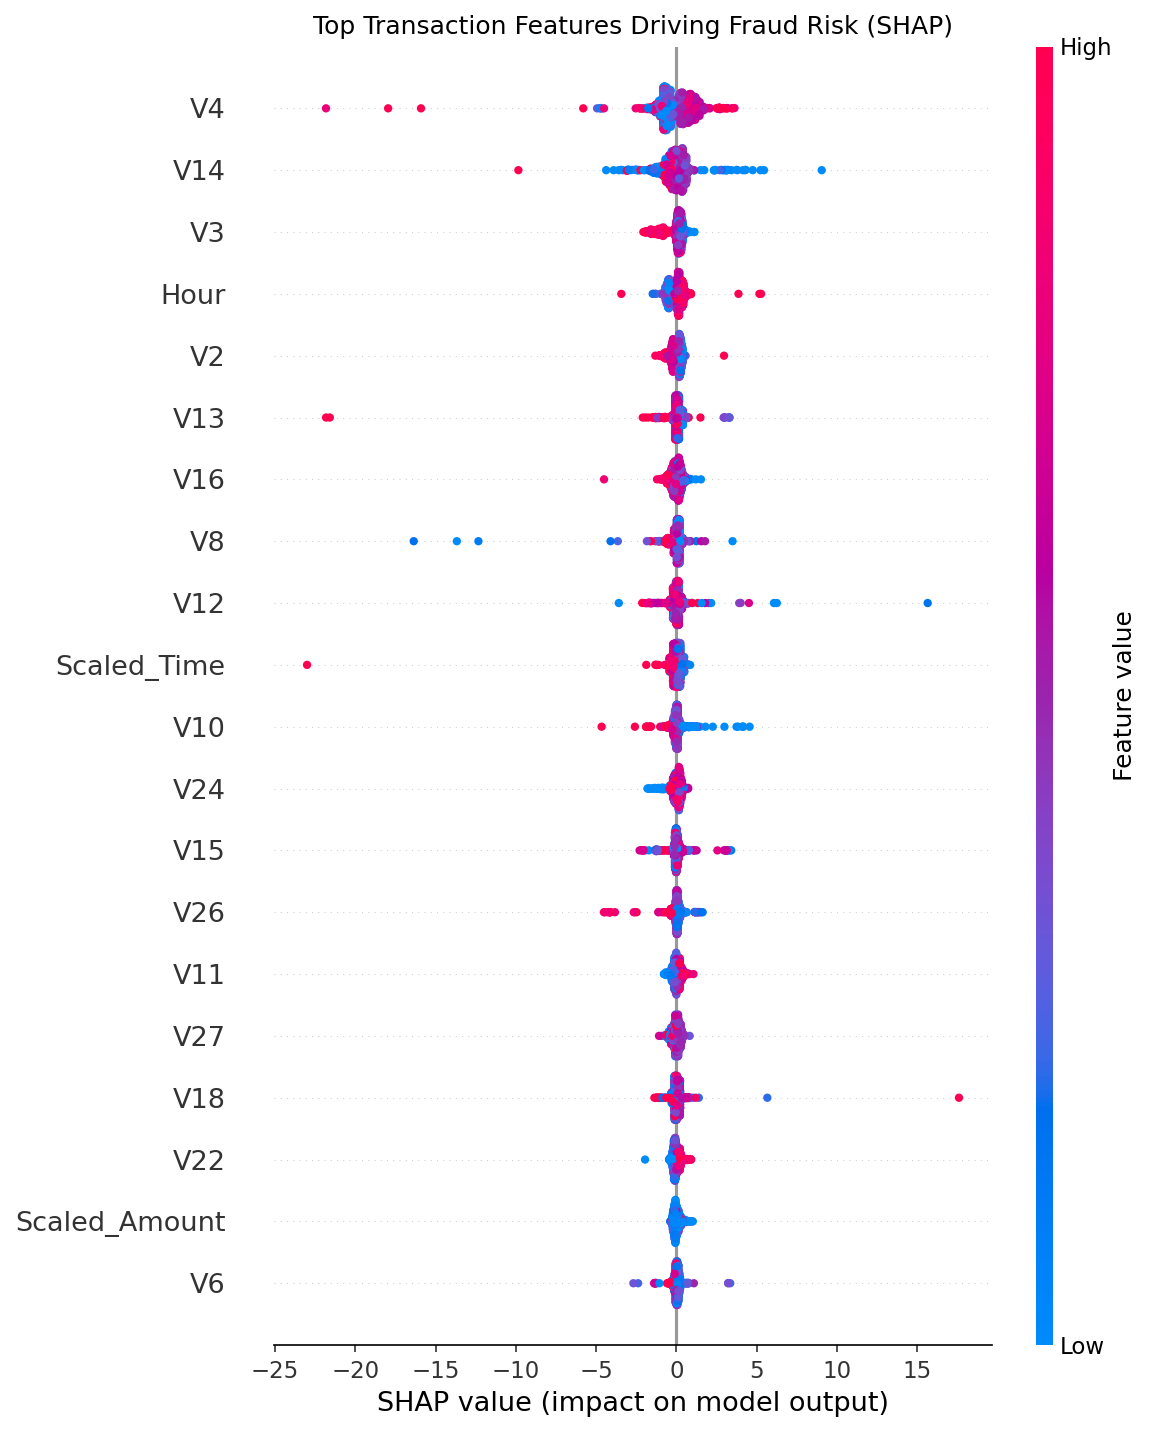 Top Transaction Features Driving Fraud Risk (SHAP)
High
V4
V14
V3
Hour
V2
V13
V16
V8
V12
Scaled_Time
V10
V24
V15
V26
V11
V27
V18
V22
Scaled_Amount
V6
Feature value
Low
−25 −20 −15 −10 −5 0 5 10 15
SHAP value (impact on model output)